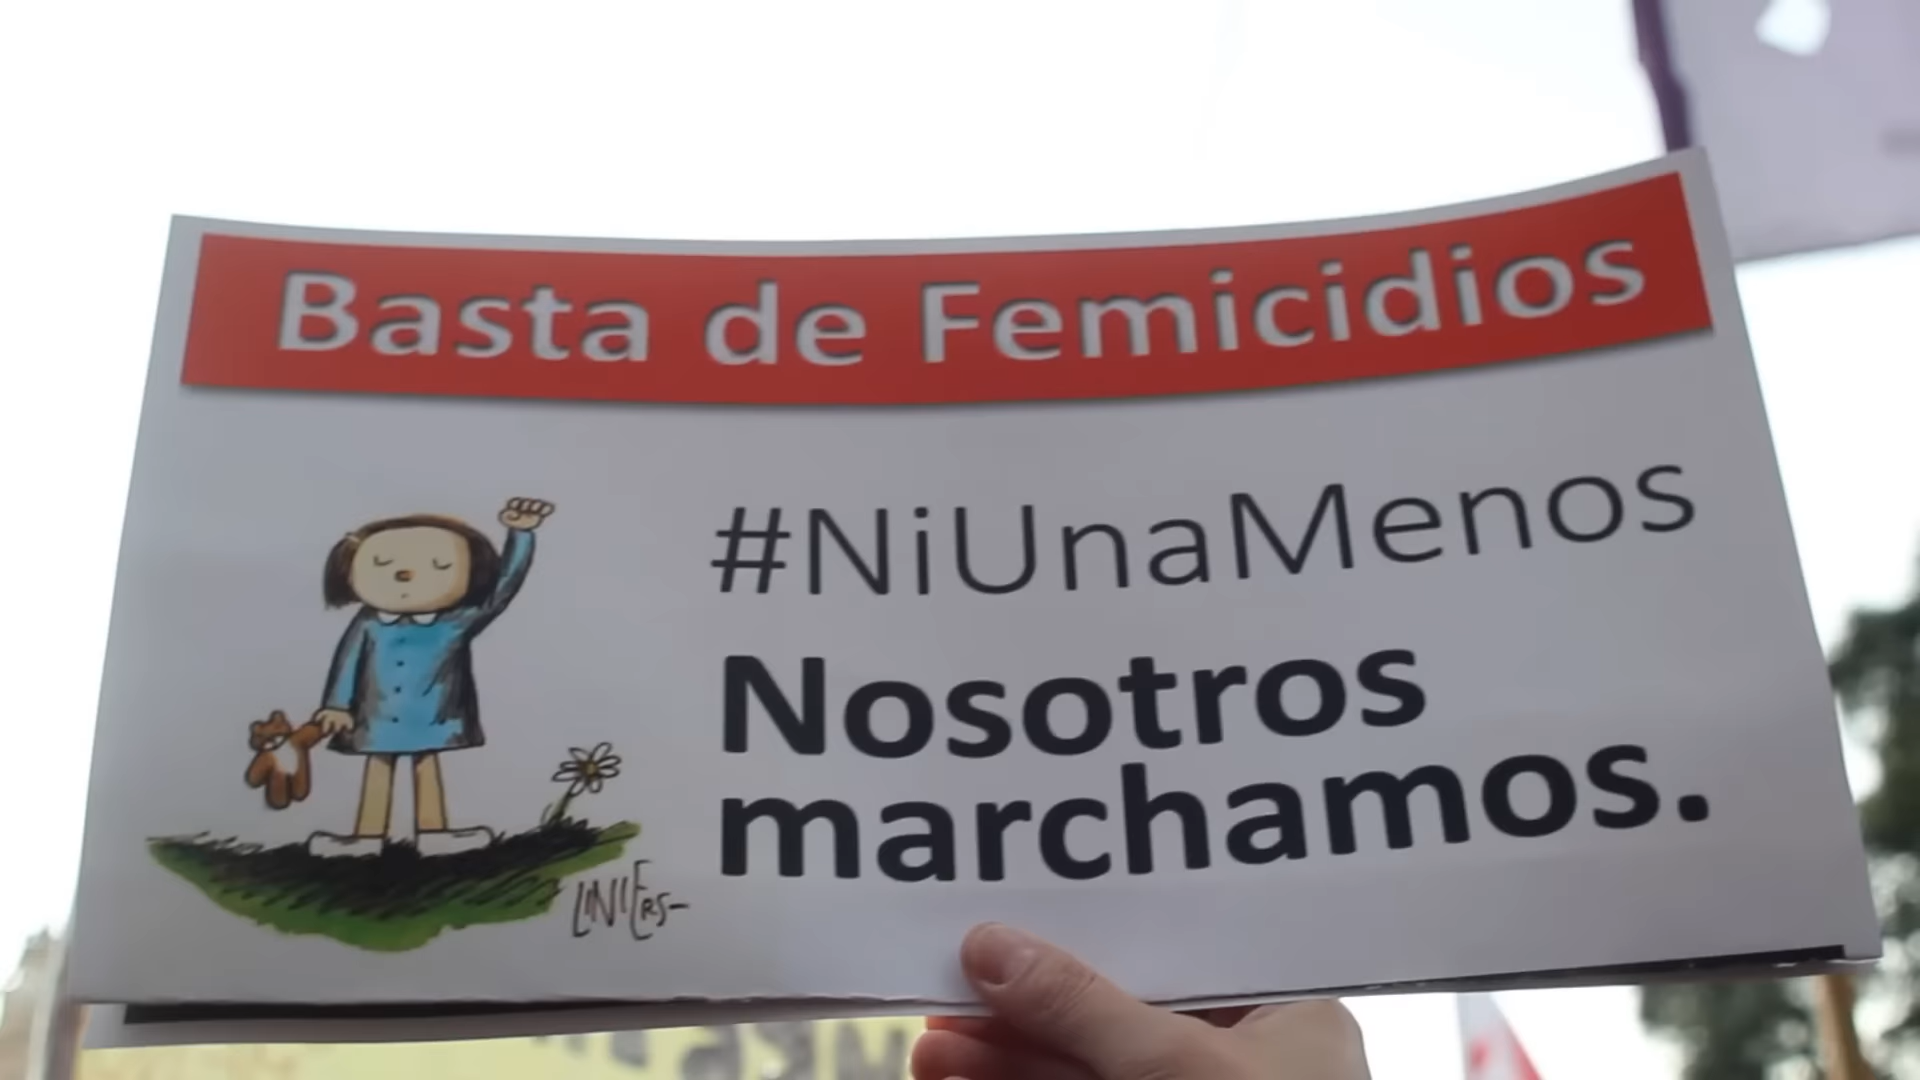 Basta de Femicidios
#NiUnaMenos
Nosotros
marchamos.
LINIERS-